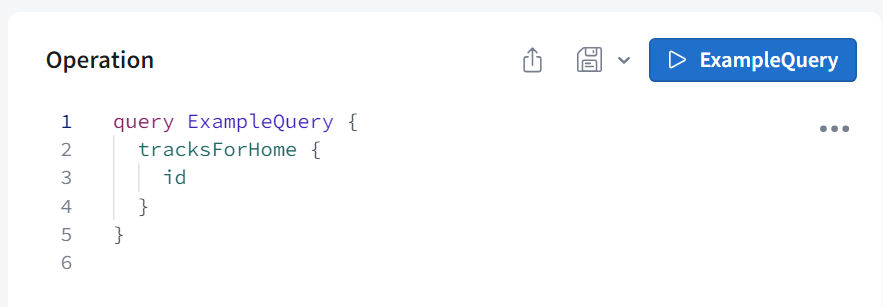 Operation
ExampleQuery
1 query ExampleQuery {
2 tracksForHome {
3 id
4 }
5 }
6